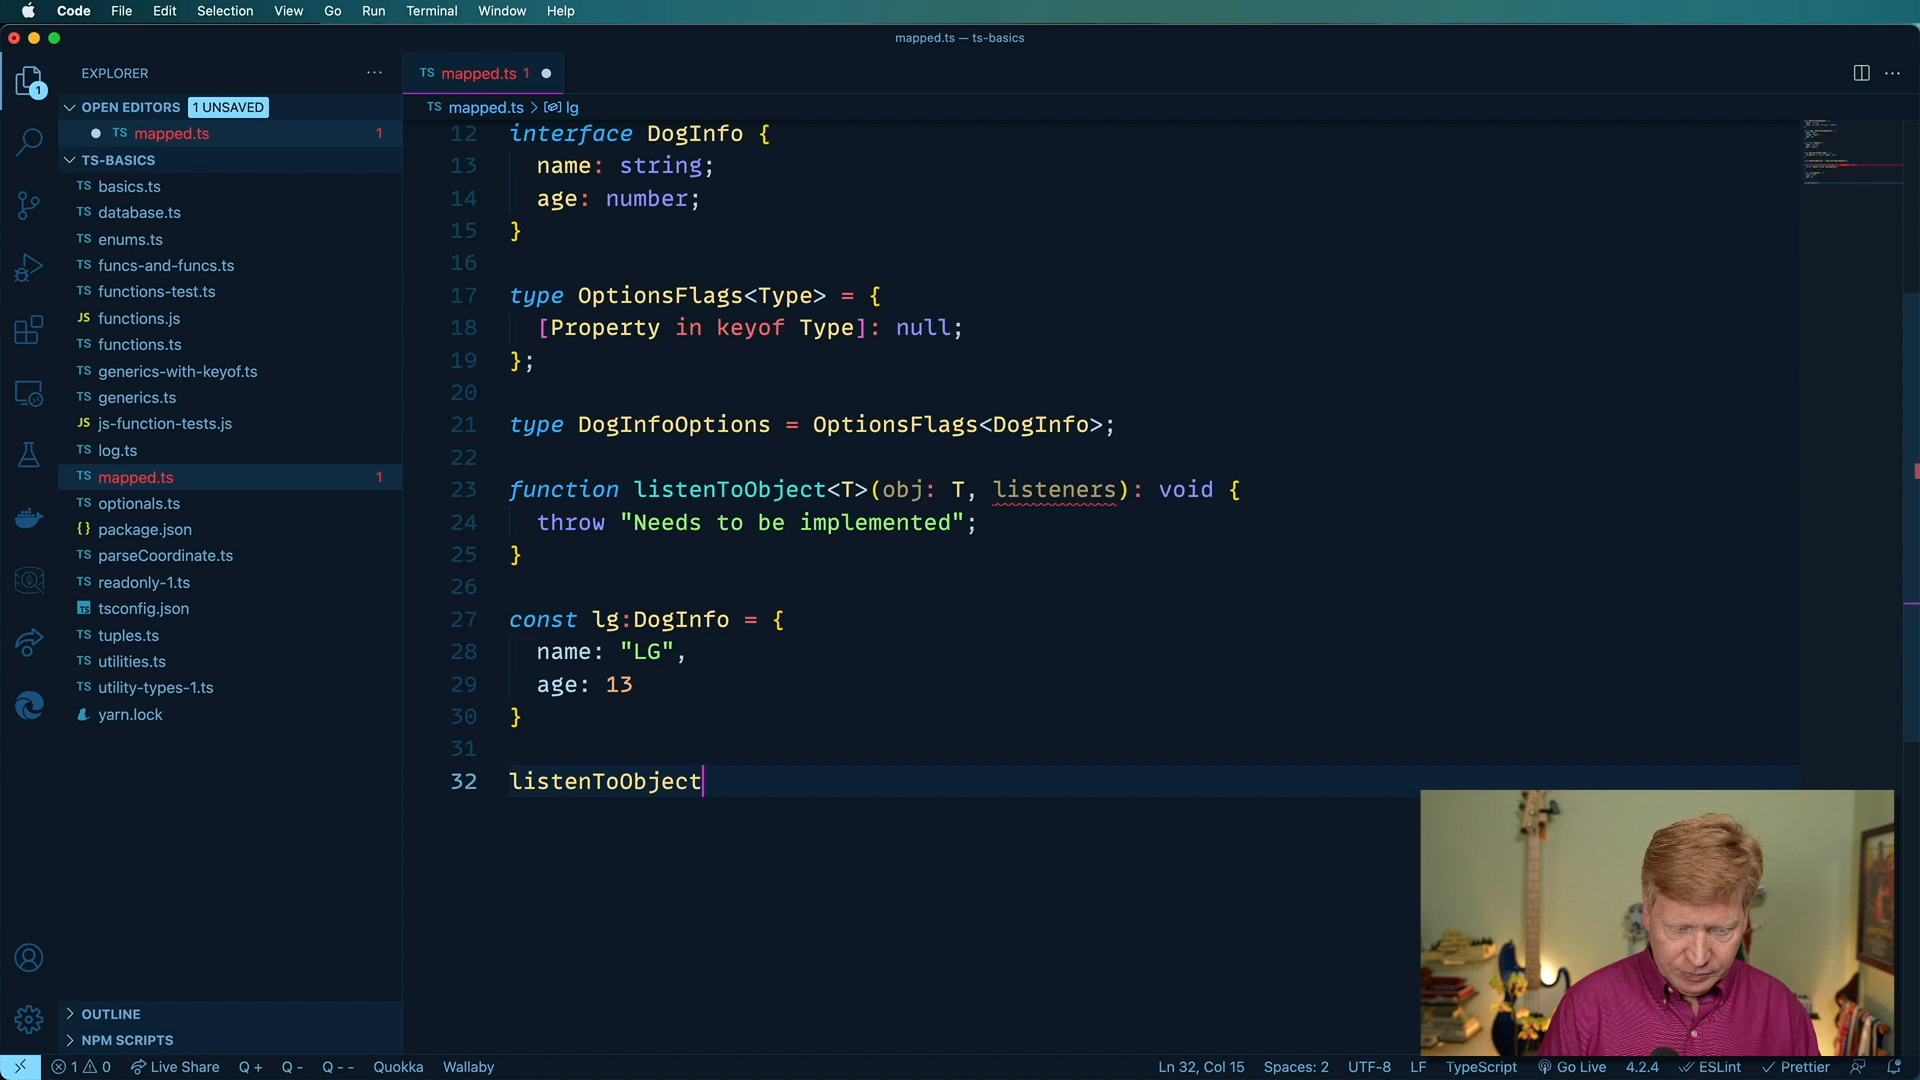 Code File Edit Selection View Go Run Terminal Window Help
mapped.ts — ts-basics
EXPLORER ...
TS mapped.ts 1
OPEN EDITORS 1 UNSAVED
TS mapped.ts 1
TS-BASICS
TS basics.ts
TS database.ts
TS enums.ts
TS funcs-and-funcs.ts
TS functions-test.ts
JS functions.js
TS functions.ts
TS generics-with-keyof.ts
TS generics.ts
JS js-function-tests.js
TS log.ts
TS mapped.ts 1
TS optionals.ts
{} package.json
TS parseCoordinate.ts
TS readonly-1.ts
TS tsconfig.json
TS tuples.ts
TS utilities.ts
TS utility-types-1.ts
yarn.lock
OUTLINE
NPM SCRIPTS
1
TS mapped.ts > lg
12 interface DogInfo {
13 name: string;
14 age: number;
15 }
16
17 type OptionsFlags<Type> = {
18 [Property in keyof Type]: null;
19 };
20
21 type DogInfoOptions = OptionsFlags<DogInfo>;
22
23 function listenToObject<T>(obj: T, listeners): void {
24 throw "Needs to be implemented";
25 }
26
27 const lg:DogInfo = {
28 name: "LG",
29 age: 13
30 }
31
32 listenToObject
1 0 Live Share Q + Q - Q -- Quokka Wallaby Ln 32, Col 15 Spaces: 2 UTF-8 LF TypeScript Go Live 4.2.4 ESLint Prettier